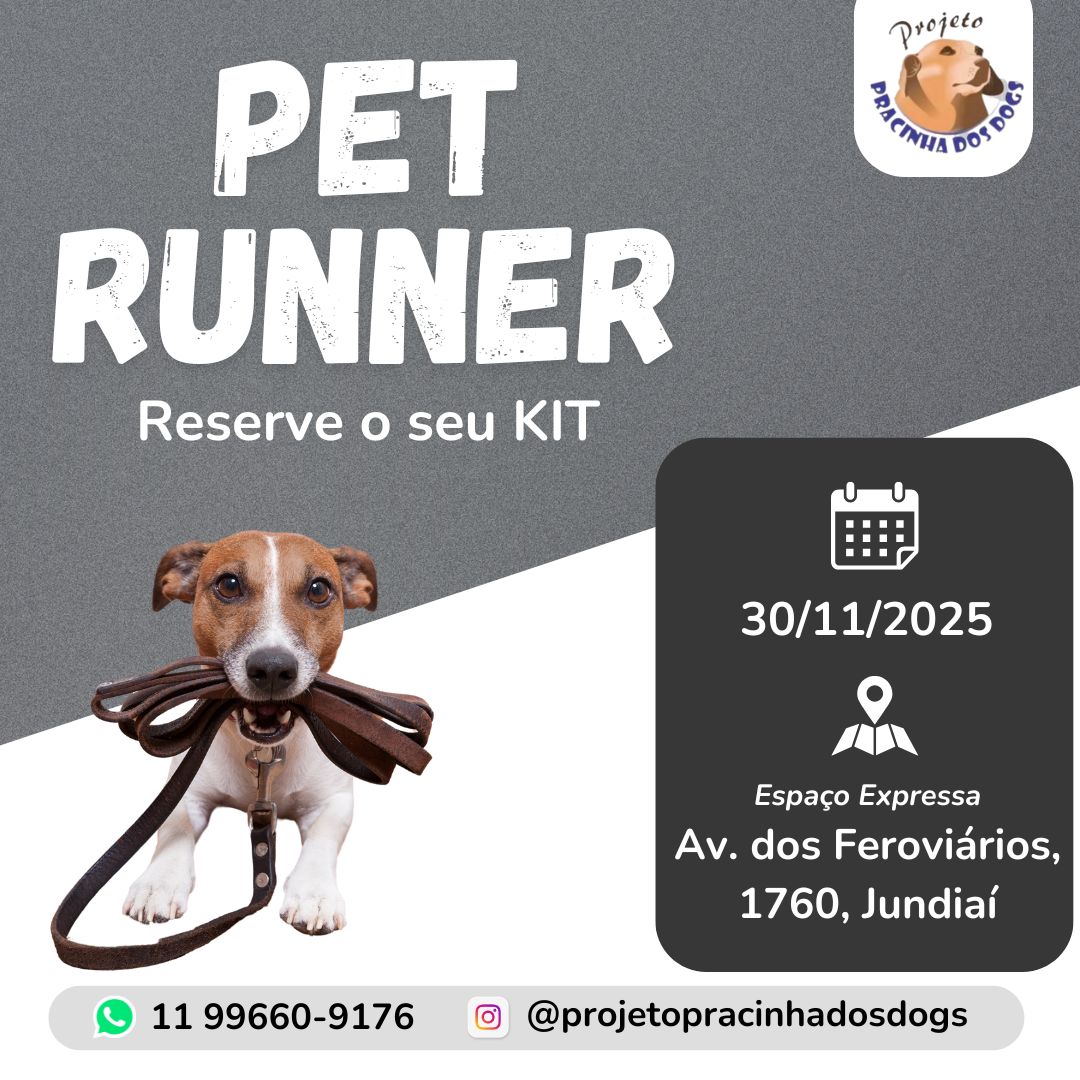 Projeto
PRACINHA DOS DOGS
PET
RUNNER
Reserve o seu KIT
30/11/2025
Espaço Expressa
Av. dos Feroviários,
1760, Jundiaí
11 99660-9176
@projetopracinhadosdogs